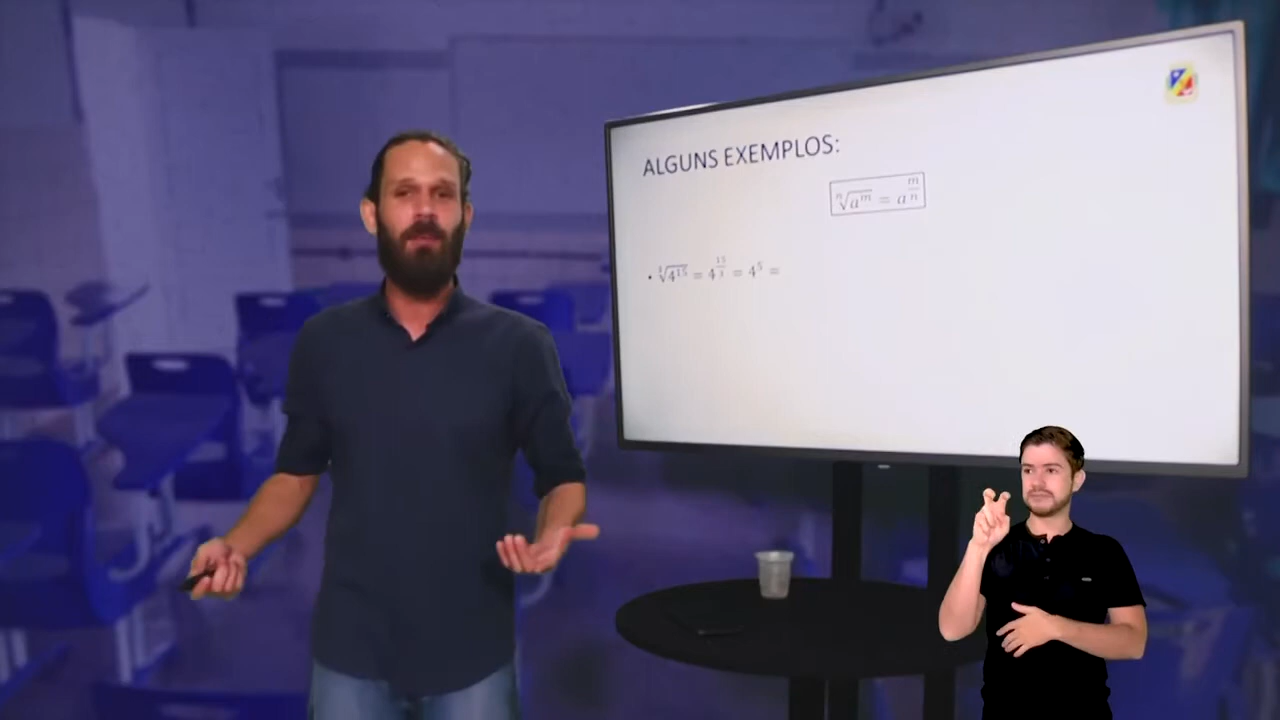 ALGUNS EXEMPLOS:
ⁿ√aᵐ = a^(m/n)
• ³√4¹⁵ = 4^(15/3) = 4⁵ =